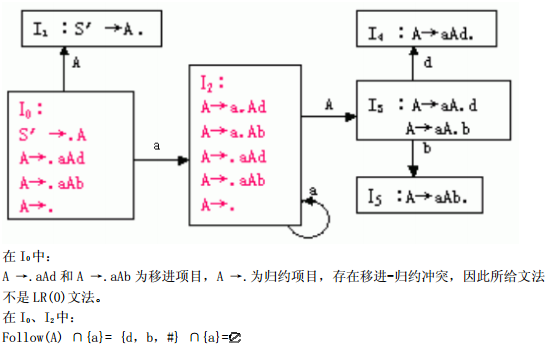 I₁ : S′ →A.
I₄ : A→aAd.
A
d
I₀:
S′ →.A
A→.aAd
A→.aAb
A→.
a
I₂:
A→a.Ad
A→a.Ab
A→.aAd
A→.aAb
A→.
a
A
I₃ : A→aA.d
A→aA.b
b
I₅ :A→aAb.
在 I₀中:
A →.aAd 和 A →.aAb 为移进项目，A →.为归约项目，存在移进-归约冲突，因此所给文法
不是 LR(0)文法。
在 I₀、I₂中:
Follow(A) ∩{a}= {d，b，#} ∩{a}=∅